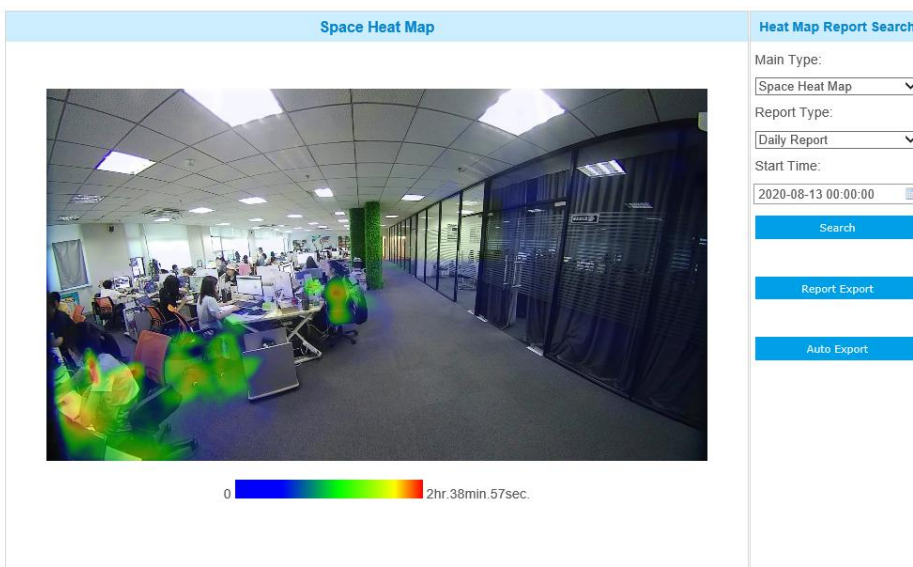 Space Heat Map
0
2hr.38min.57sec.
Heat Map Report Search
Main Type:
Space Heat Map
Report Type:
Daily Report
Start Time:
2020-08-13 00:00:00
Search
Report Export
Auto Export